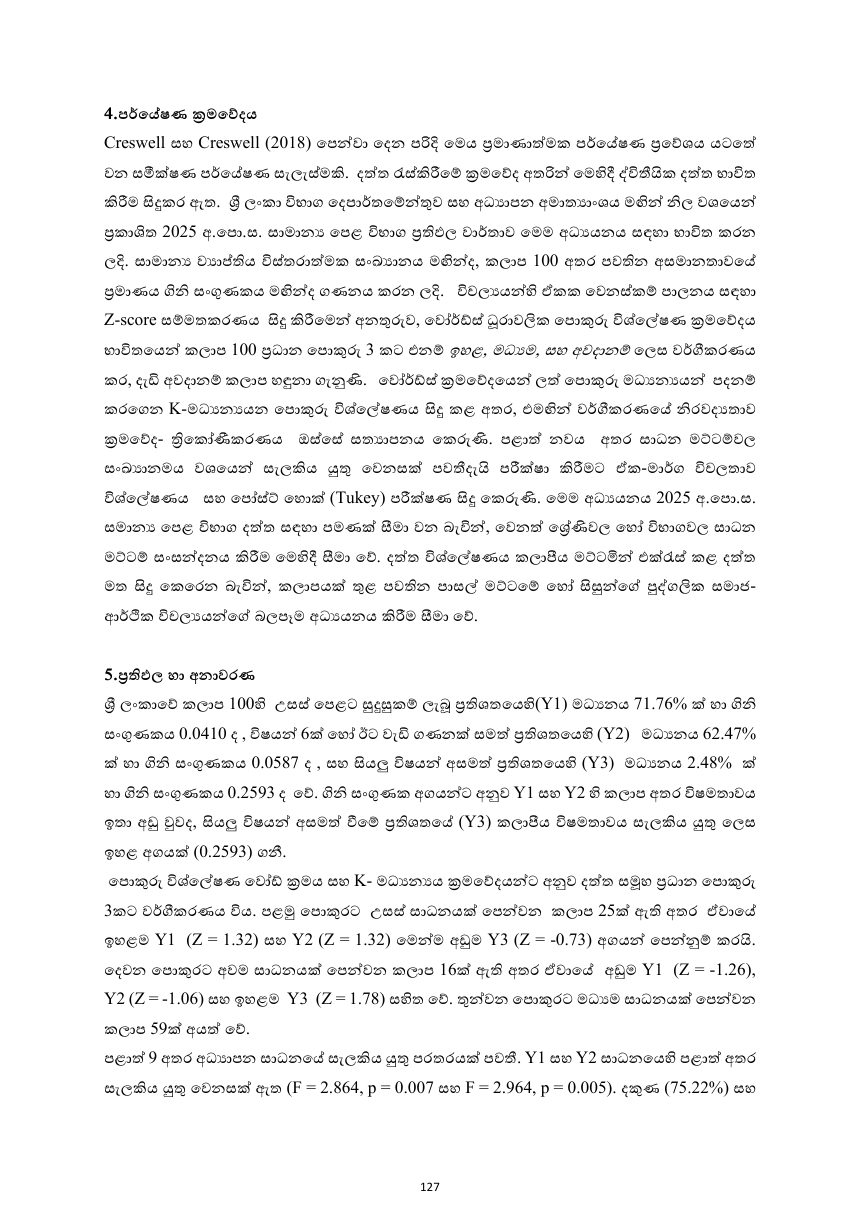 4.පර්යේෂණ ක්‍රමවේදය
Creswell සහ Creswell (2018) පෙන්වා දෙන පරිදි මෙය ප්‍රමාණාත්මක පර්යේෂණ ප්‍රවේශය යටතේ
වන සමීක්ෂණ පර්යේෂණ සැලැස්මකි. දත්ත රැස්කිරීමේ ක්‍රමවේද අතරින් මෙහිදී ද්විතීයික දත්ත භාවිත
කිරීම සිදුකර ඇත. ශ්‍රී ලංකා විභාග දෙපාර්තමේන්තුව සහ අධ්‍යාපන අමාත්‍යාංශය මඟින් නිල වශයෙන්
ප්‍රකාශිත 2025 අ.පො.ස. සාමාන්‍ය පෙළ විභාග ප්‍රතිඵල වාර්තාව මෙම අධ්‍යයනය සඳහා භාවිත කරන
ලදි. සාමාන්‍ය ව්‍යාප්තිය විස්තරාත්මක සංඛ්‍යානය මඟින්ද, කලාප 100 අතර පවතින අසමානතාවයේ
ප්‍රමාණය ගිනි සංගුණකය මඟින්ද ගණනය කරන ලදි. විචල්‍යයන්හි ඒකක වෙනස්කම් පාලනය සඳහා
Z-score සම්මතකරණය සිදු කිරීමෙන් අනතුරුව, වෝර්ඩ්ස් ධූරාවලික පොකුරු විශ්ලේෂණ ක්‍රමවේදය
භාවිතයෙන් කලාප 100 ප්‍රධාන පොකුරු 3 කට එනම් ඉහළ, මධ්‍යම, සහ අවදානම් ලෙස වර්ගීකරණය
කර, දැඩි අවදානම් කලාප හඳුනා ගැනුණි. වෝර්ඩ්ස් ක්‍රමවේදයෙන් ලත් පොකුරු මධ්‍යන්‍යයන් පදනම්
කරගෙන K-මධ්‍යන්‍යයන පොකුරු විශ්ලේෂණය සිදු කළ අතර, එමඟින් වර්ගීකරණයේ නිරවද්‍යතාව
ක්‍රමවේද- ත්‍රිකෝණීකරණය ඔස්සේ සත්‍යාපනය කෙරුණි. පළාත් නවය අතර සාධන මට්ටම්වල
සංඛ්‍යානමය වශයෙන් සැලකිය යුතු වෙනසක් පවතීදැයි පරීක්ෂා කිරීමට ඒක-මාර්ග විචලතාව
විශ්ලේෂණය සහ පෝස්ට් හොක් (Tukey) පරීක්ෂණ සිදු කෙරුණි. මෙම අධ්‍යයනය 2025 අ.පො.ස.
සමාන්‍ය පෙළ විභාග දත්ත සඳහා පමණක් සීමා වන බැවින්, වෙනත් ශ්‍රේණිවල හෝ විභාගවල සාධන
මට්ටම් සංසන්දනය කිරීම මෙහිදී සීමා වේ. දත්ත විශ්ලේෂණය කලාපීය මට්ටමින් එක්රැස් කළ දත්ත
මත සිදු කෙරෙන බැවින්, කලාපයක් තුළ පවතින පාසල් මට්ටමේ හෝ සිසුන්ගේ පුද්ගලික සමාජ-
ආර්ථික විචල්‍යයන්ගේ බලපෑම අධ්‍යයනය කිරීම සීමා වේ.
5.ප්‍රතිඵල හා අනාවරණ
ශ්‍රී ලංකාවේ කලාප 100හි උසස් පෙළට සුදුසුකම් ලැබූ ප්‍රතිශතයෙහි(Y1) මධ්‍යනය 71.76% ක් හා ගිනි
සංගුණකය 0.0410 ද , විෂයන් 6ක් හෝ ඊට වැඩි ගණනක් සමත් ප්‍රතිශතයෙහි (Y2) මධ්‍යනය 62.47%
ක් හා ගිනි සංගුණකය 0.0587 ද , සහ සියලු විෂයන් අසමත් ප්‍රතිශතයෙහි (Y3) මධ්‍යනය 2.48% ක්
හා ගිනි සංගුණකය 0.2593 ද වේ. ගිනි සංගුණක අගයන්ට අනුව Y1 සහ Y2 හි කලාප අතර විෂමතාවය
ඉතා අඩු වුවද, සියලු විෂයන් අසමත් වීමේ ප්‍රතිශතයේ (Y3) කලාපීය විෂමතාවය සැලකිය යුතු ලෙස
ඉහළ අගයක් (0.2593) ගනී.
පොකුරු විශ්ලේෂණ වෝඩ් ක්‍රමය සහ K- මධ්‍යන්‍යය ක්‍රමවේදයන්ට අනුව දත්ත සමූහ ප්‍රධාන පොකුරු
3කට වර්ගීකරණය විය. පළමු පොකුරට උසස් සාධනයක් පෙන්වන කලාප 25ක් ඇති අතර ඒවායේ
ඉහළම Y1 (Z = 1.32) සහ Y2 (Z = 1.32) මෙන්ම අඩුම Y3 (Z = -0.73) අගයන් පෙන්නුම් කරයි.
දෙවන පොකුරට අවම සාධනයක් පෙන්වන කලාප 16ක් ඇති අතර ඒවායේ අඩුම Y1 (Z = -1.26),
Y2 (Z = -1.06) සහ ඉහළම Y3 (Z = 1.78) සහිත වේ. තුන්වන පොකුරට මධ්‍යම සාධනයක් පෙන්වන
කලාප 59ක් අයත් වේ.
පළාත් 9 අතර අධ්‍යාපන සාධනයේ සැලකිය යුතු පරතරයක් පවතී. Y1 සහ Y2 සාධනයෙහි පළාත් අතර
සැලකිය යුතු වෙනසක් ඇත (F = 2.864, p = 0.007 සහ F = 2.964, p = 0.005). දකුණ (75.22%) සහ
127